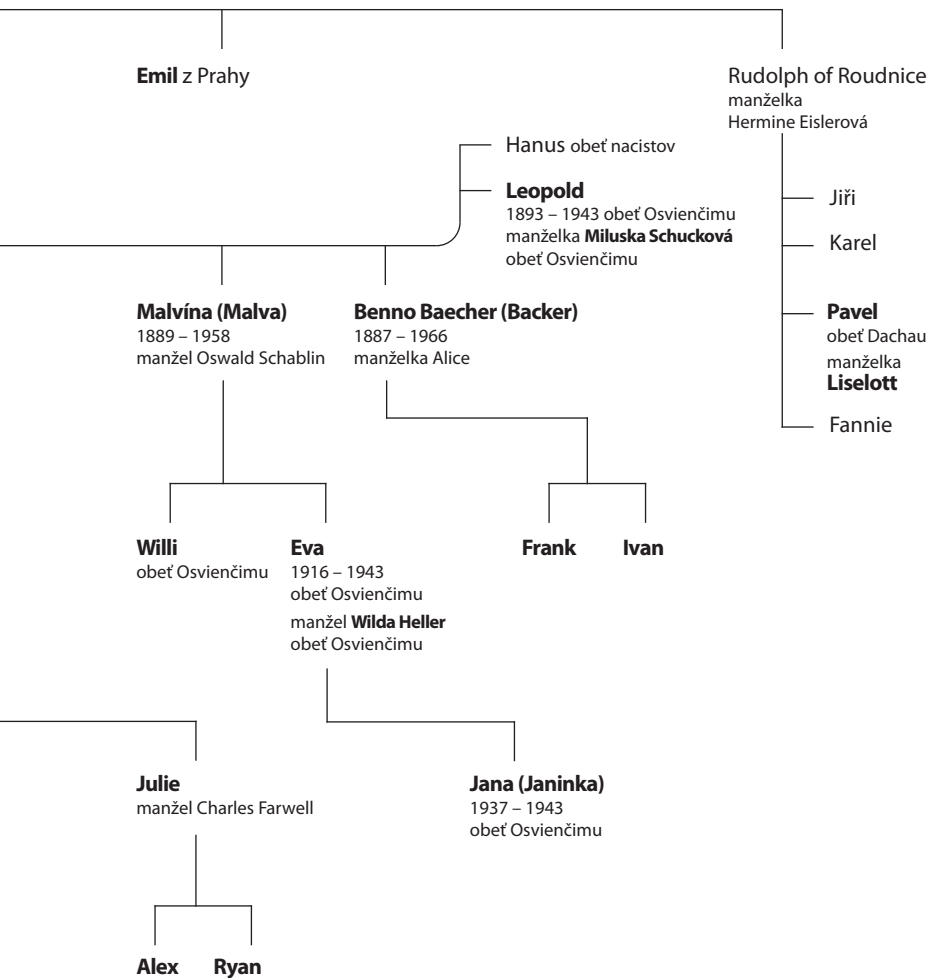 Emil z Prahy
Rudolph of Roudnice
manželka
Hermine Eislerová
Hanus obeť nacistov
Leopold
1893 – 1943 obeť Osvienčimu
manželka Miluska Schucková
obeť Osvienčimu
Jiří
Karel
Pavel
obeť Dachau
manželka
Liselott
Fannie
Malvína (Malva)
1889 – 1958
manžel Oswald Schablin
Benno Baecher (Backer)
1887 – 1966
manželka Alice
Willi
obeť Osvienčimu
Eva
1916 – 1943
obeť Osvienčimu
manžel Wilda Heller
obeť Osvienčimu
Frank
Ivan
Julie
manžel Charles Farwell
Jana (Janinka)
1937 – 1943
obeť Osvienčimu
Alex
Ryan